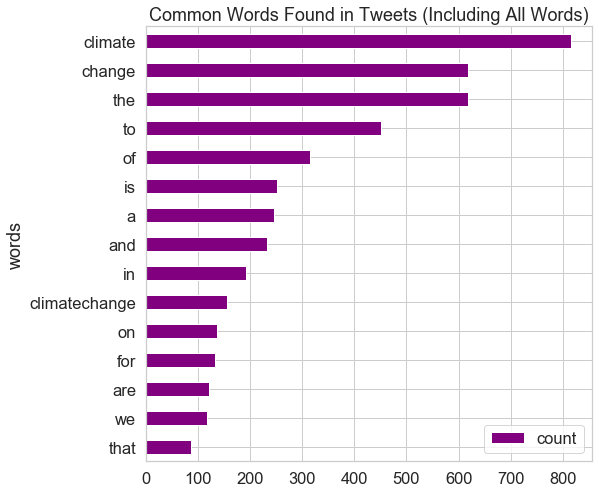 Common Words Found in Tweets (Including All Words)
climate
change
the
to
of
is
a
and
in
climatechange
on
for
are
we
that
words
count
0 100 200 300 400 500 600 700 800